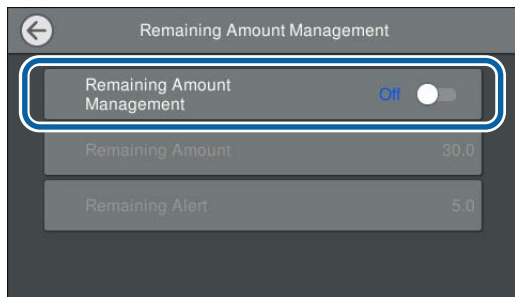 Remaining Amount Management
Remaining Amount
Management
Off
Remaining Amount
30.0
Remaining Alert
5.0